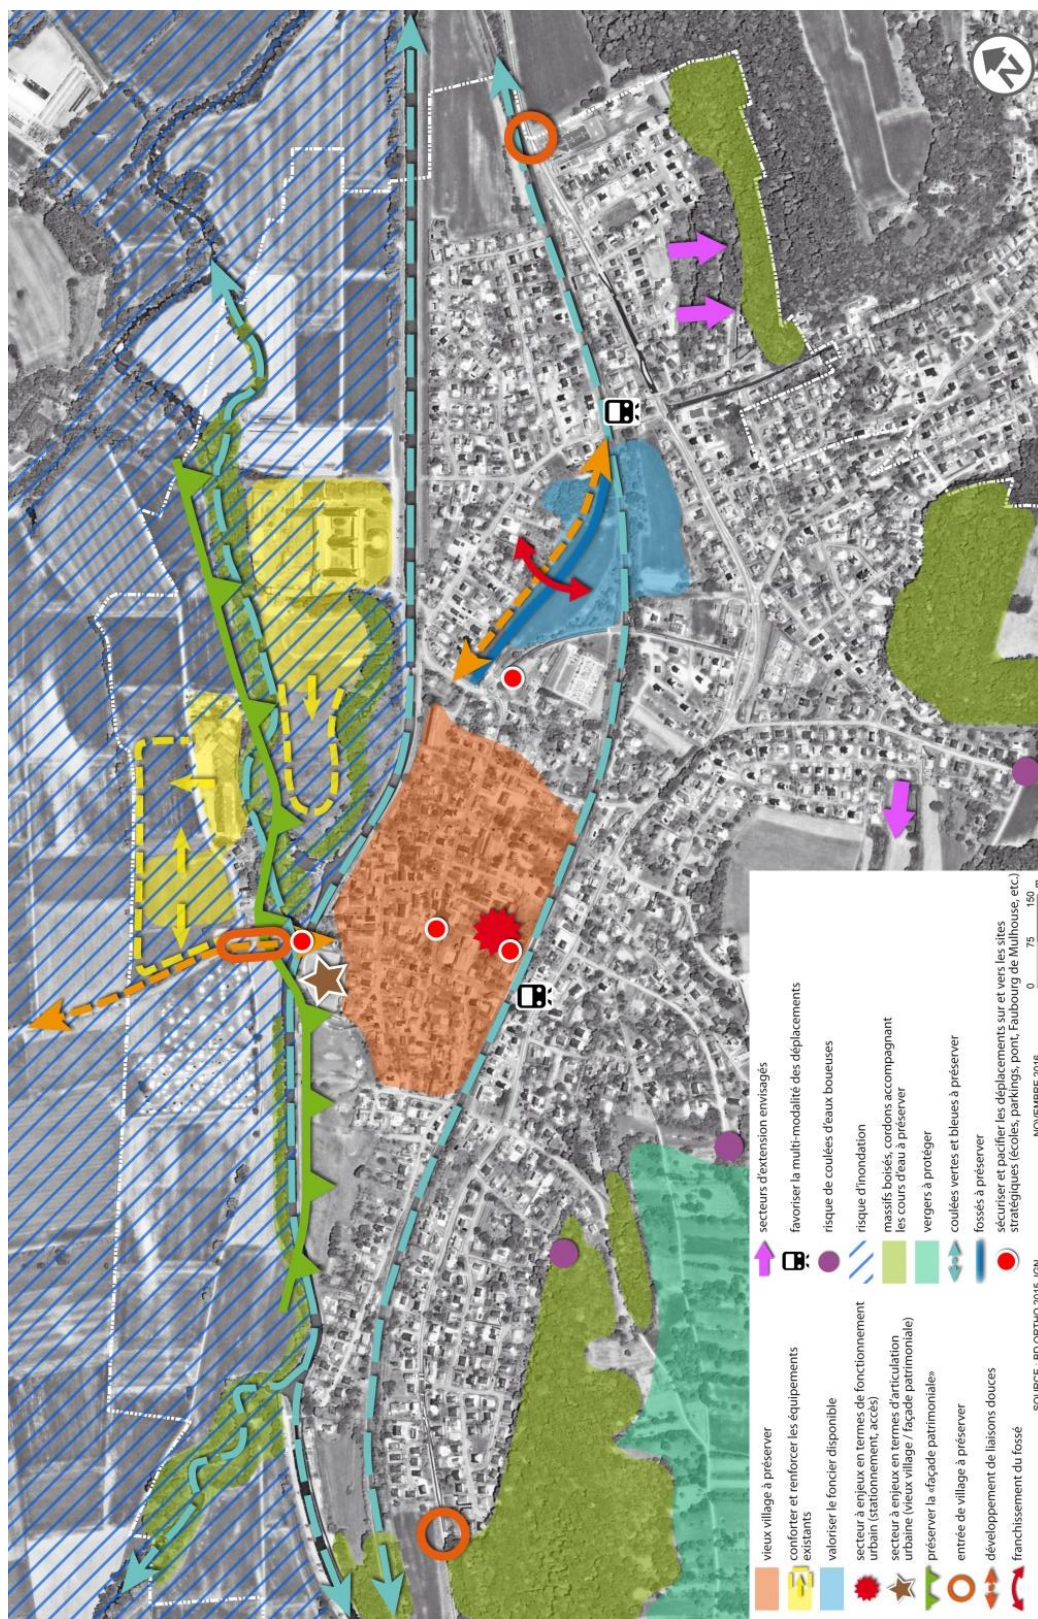 N
vieux village à préserver
conforter et renforcer les équipements
existants
valoriser le foncier disponible
secteur à enjeux en termes de fonctionnement
urbain (stationnement, accès)
secteur à enjeux en termes d'articulation
urbaine (vieux village / façade patrimoniale)
préserver la «façade patrimoniale»
entrée de village à préserver
développement de liaisons douces
franchissement du fossé
secteurs d'extension envisagés
favoriser la multi-modalité des déplacements
risque de coulées d'eaux boueuses
risque d'inondation
massifs boisés, cordons accompagnant
les cours d'eau à préserver
vergers à protéger
coulées vertes et bleues à préserver
fossés à préserver
sécuriser et pacifier les déplacements sur et vers les sites
stratégiques (écoles, parkings, pont, Faubourg de Mulhouse, etc.)
SOURCE : BD ORTHO 2015, IGN
NOVEMBRE 2016
0 75 150
m